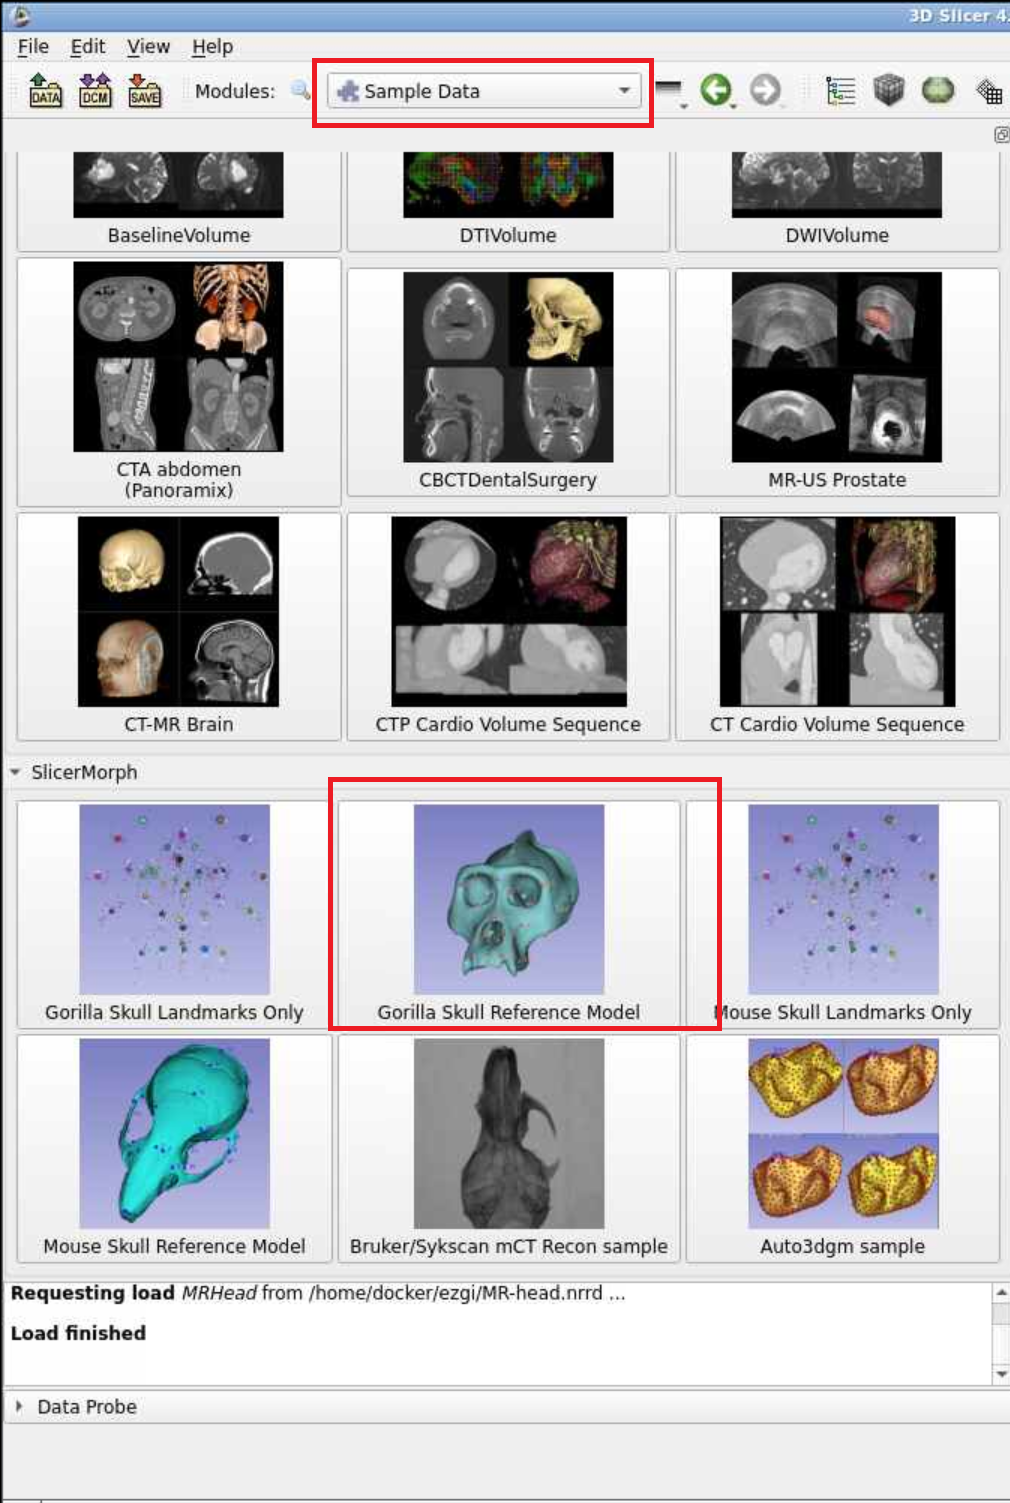 3D Slicer 4.
File Edit View Help
DATA DCM SAVE Modules: Sample Data
BaselineVolume DTIVolume DWIVolume
CTA abdomen
(Panoramix) CBCTDentalSurgery MR-US Prostate
CT-MR Brain CTP Cardio Volume Sequence CT Cardio Volume Sequence
SlicerMorph
Gorilla Skull Landmarks Only Gorilla Skull Reference Model Mouse Skull Landmarks Only
Mouse Skull Reference Model Bruker/Sykscan mCT Recon sample Auto3dgm sample
Requesting load MRHead from /home/docker/ezgi/MR-head.nrrd ...
Load finished
Data Probe